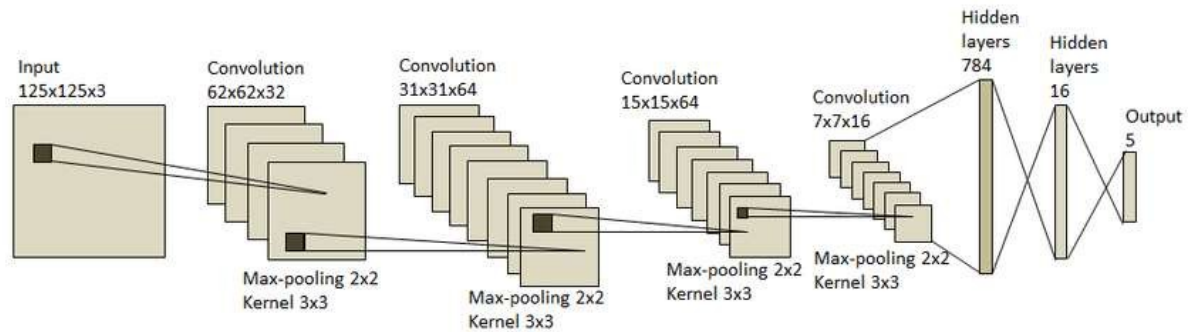 Input
125x125x3
Convolution
62x62x32
Max-pooling 2x2
Kernel 3x3
Convolution
31x31x64
Max-pooling 2x2
Kernel 3x3
Convolution
15x15x64
Max-pooling 2x2
Kernel 3x3
Convolution
7x7x16
Max-pooling 2x2
Kernel 3x3
Hidden
layers
784
Hidden
layers
16
Output
5